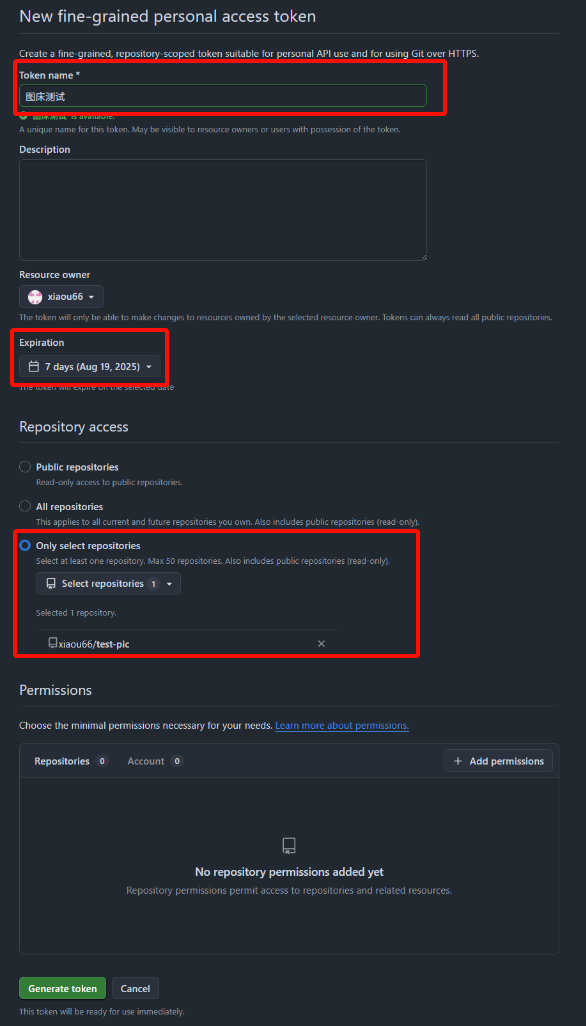 New fine-grained personal access token
Create a fine-grained, repository-scoped token suitable for personal API use and for using Git over HTTPS.
Token name *
图床测试
图床测试 is available.
A unique name for this token. May be visible to resource owners or users with possession of the token.
Description
Resource owner
xiaou66
The token will only be able to make changes to resources owned by the selected resource owner. Tokens can always read all public repositories.
Expiration
7 days (Aug 19, 2025)
The token will expire on the selected date
Repository access
Public repositories
Read-only access to public repositories.
All repositories
This applies to all current and future repositories you own. Also includes public repositories (read-only).
Only select repositories
Select at least one repository. Max 50 repositories. Also includes public repositories (read-only).
Select repositories 1
Selected 1 repository.
xiaou66/test-pic
Permissions
Choose the minimal permissions necessary for your needs. Learn more about permissions.
Repositories 0 Account 0 + Add permissions
No repository permissions added yet
Repository permissions permit access to repositories and related resources.
Generate token Cancel
This token will be ready for use immediately.